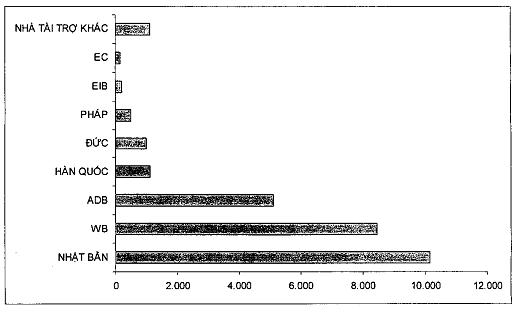 NHÀ TÀI TRỢ KHÁC
EC
EIB
PHÁP
ĐỨC
HÀN QUỐC
ADB
WB
NHẬT BẢN
0 2.000 4.000 6.000 8.000 10.000 12.000